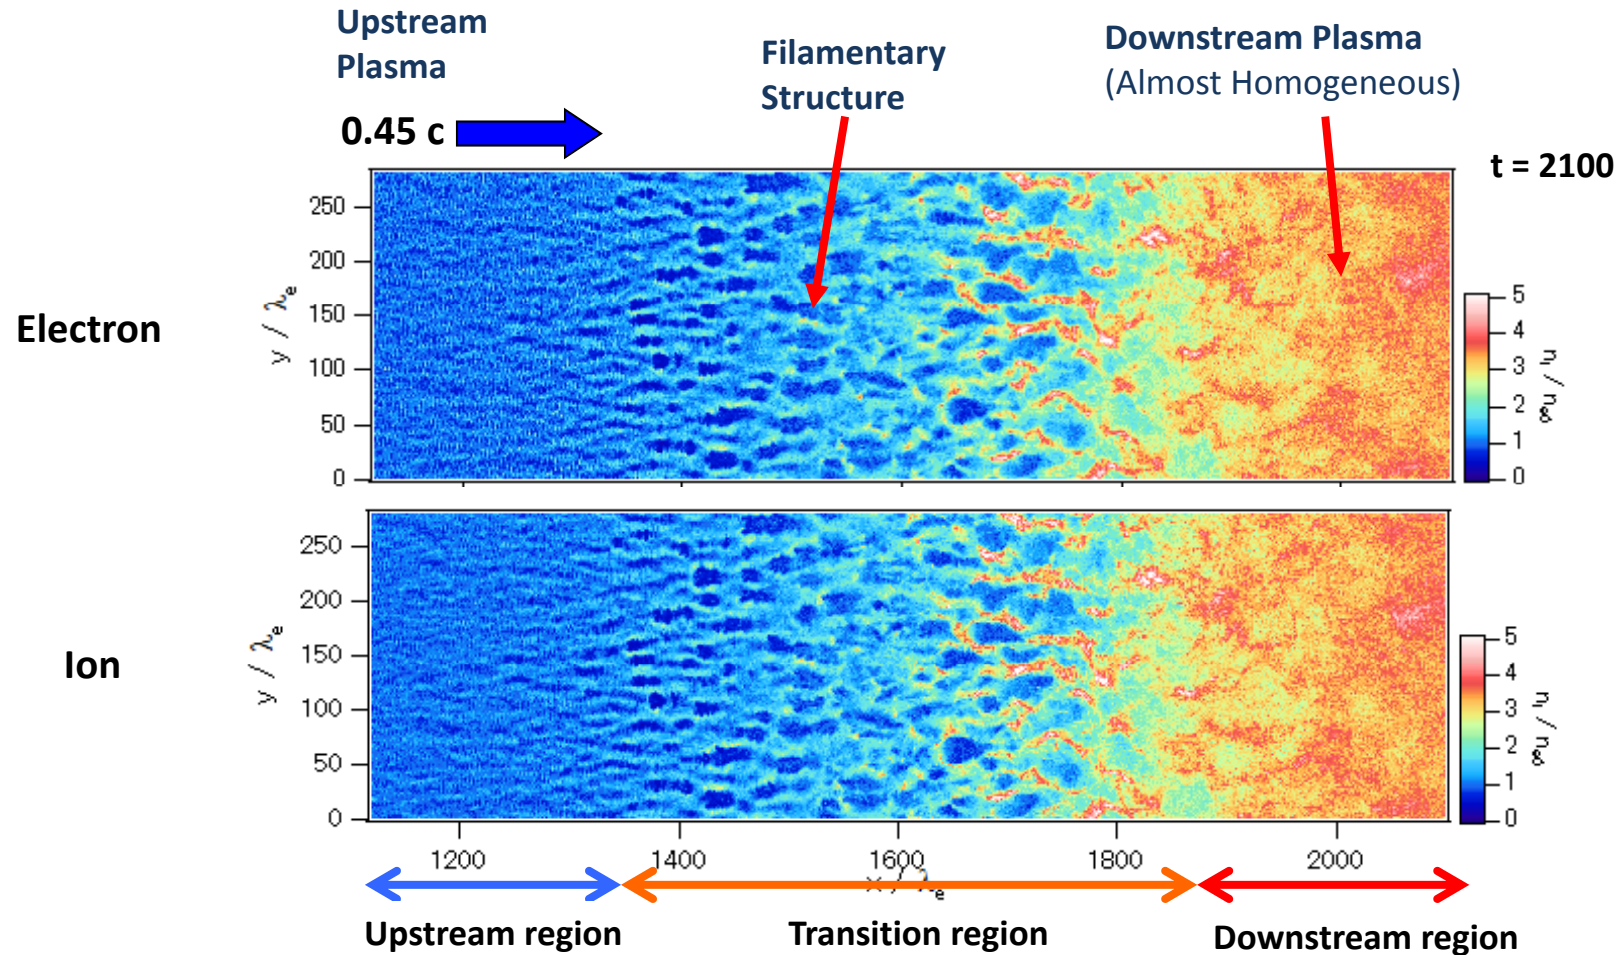 Upstream
Plasma
0.45 c
Filamentary
Structure
Downstream Plasma
(Almost Homogeneous)
t = 2100
Electron
y / λe
250
200
150
100
50
0
5
4
3
2
1
0
Ion
y / λe
250
200
150
100
50
0
5
4
3
2
1
0
1200
1400
1600
1800
2000
x / λe
Upstream region
Transition region
Downstream region